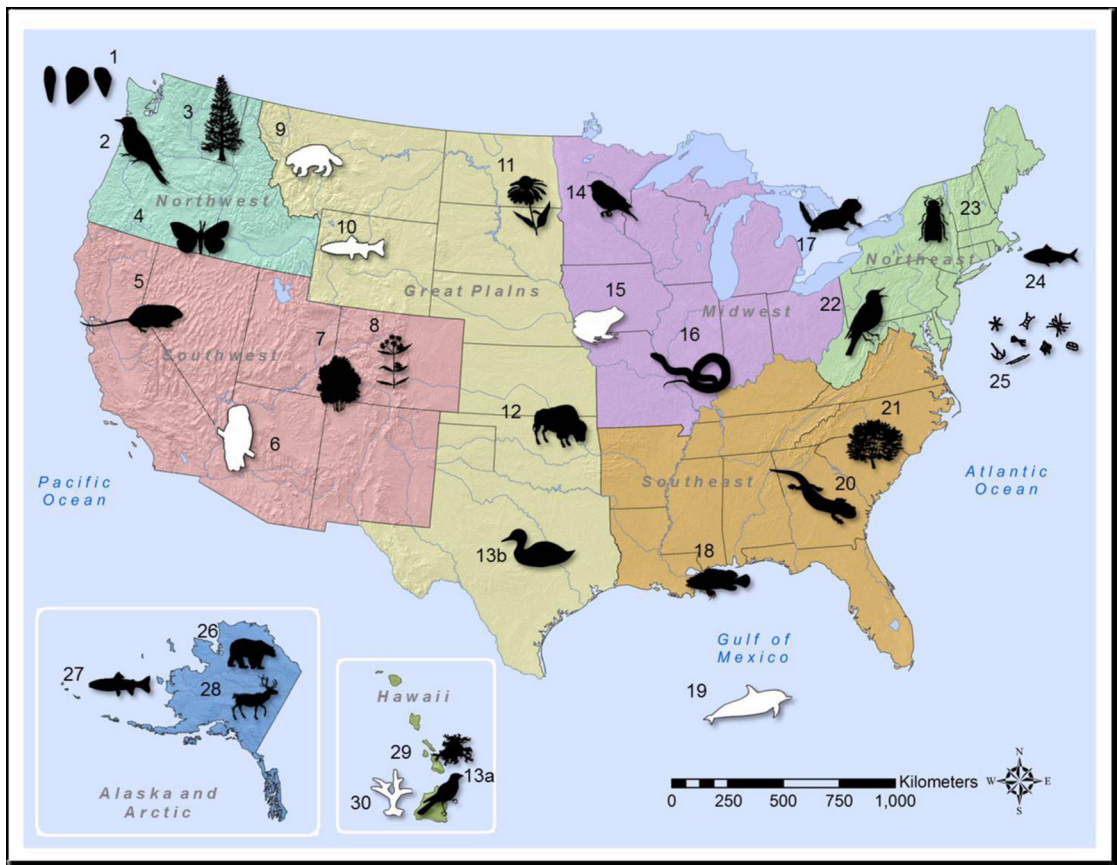 1
2
3
Northwest
4
5
Southwest
6
7
8
9
10
11
Great Plains
12
13b
14
15
16
Midwest
17
18
Southeast
19
20
21
22
23
Northeast
24
25
Pacific
Ocean
Atlantic
Ocean
Gulf of
Mexico
26
27
28
Alaska and
Arctic
Hawaii
29
13a
30
Kilometers
0 250 500 750 1,000
N
W E
S